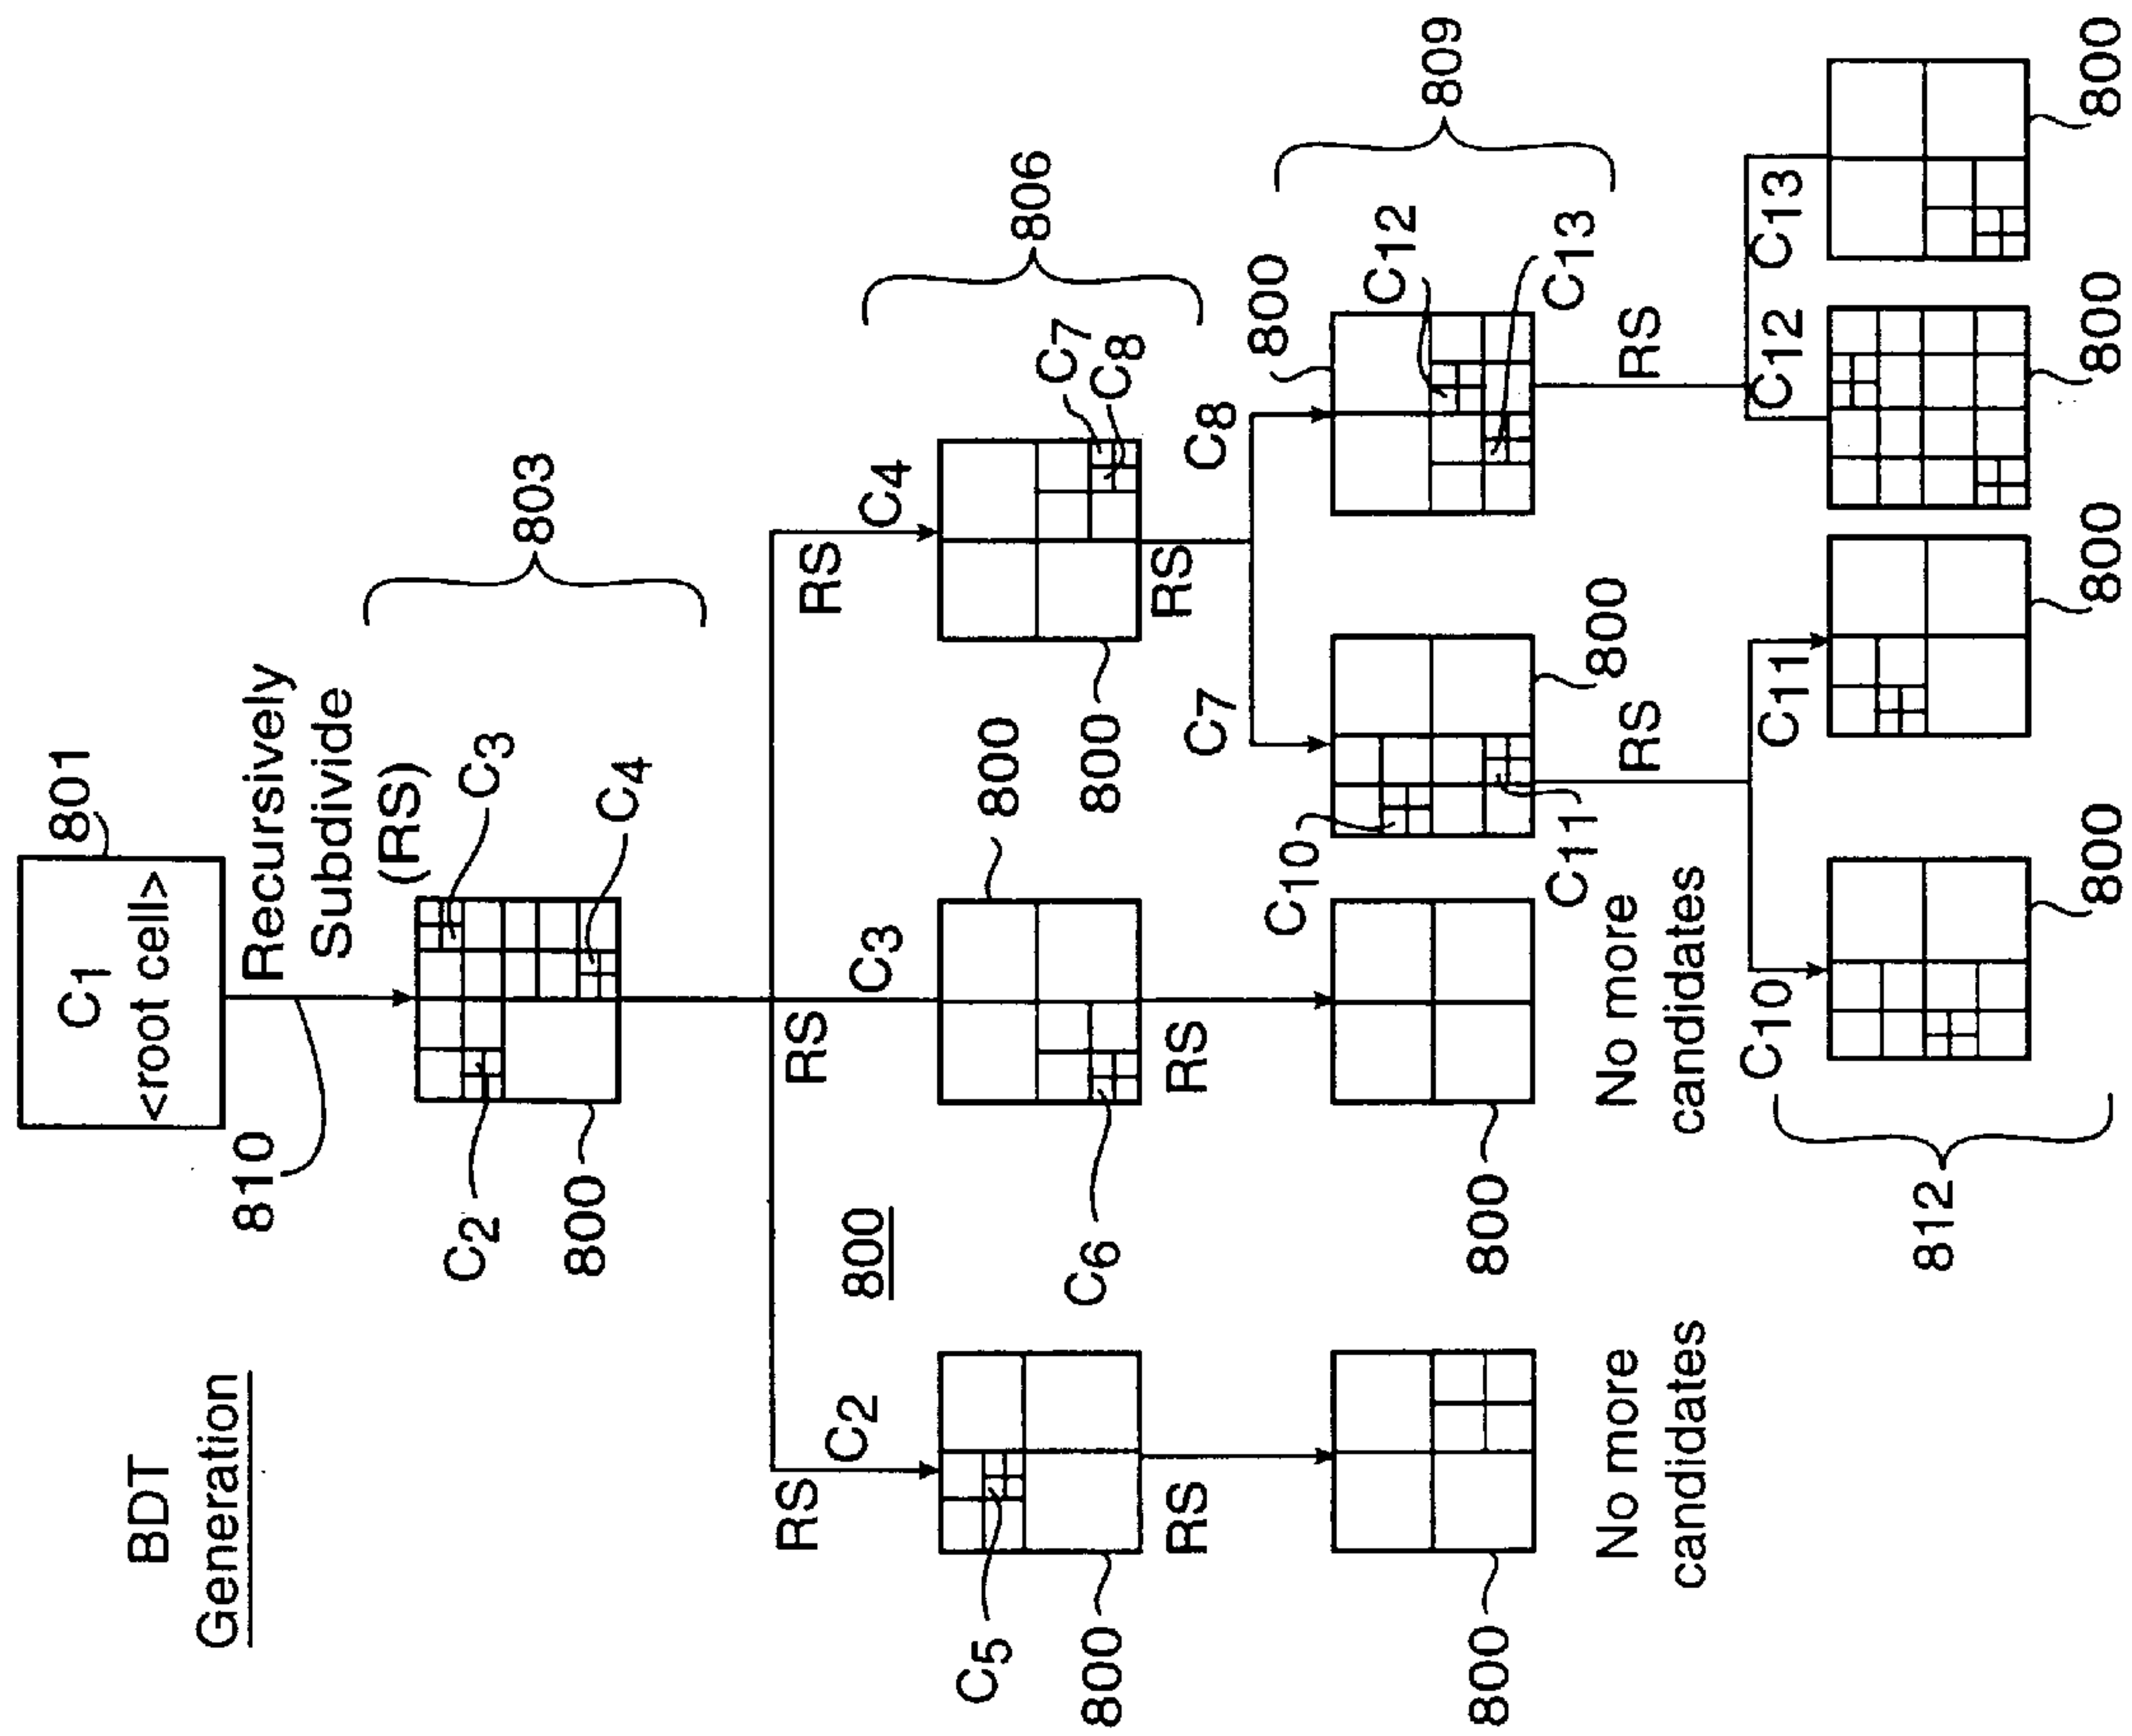 BDT
Generation
C1
<root cell>
801
810
Recursively
Subdivide
(RS)
803
C2
C3
C4
800
RS
C2
RS
C3
RS
C4
806
800
C5
800
C6
800
C7
C8
800
RS
RS
RS
C7
C8
809
800
800
C10
C11
800
C12
C13
800
800
No more
candidates
No more
candidates
RS
RS
C10
C11
C12
C13
812
800
800
800
800